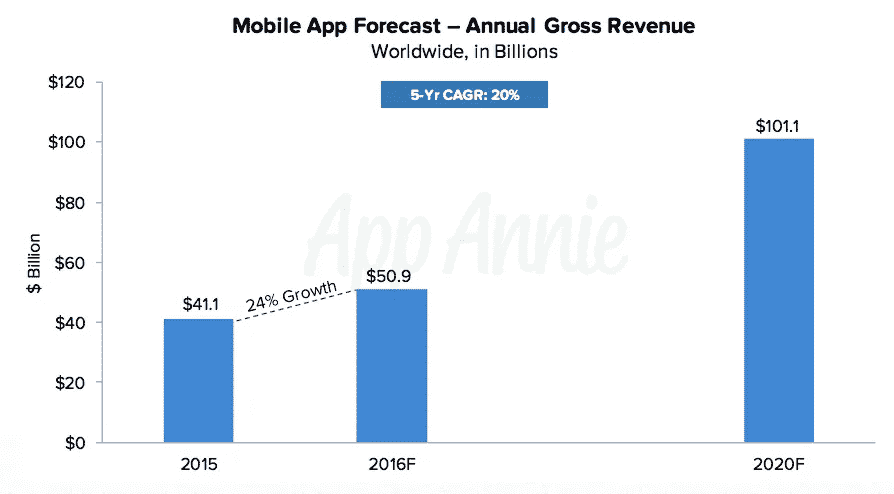 Mobile App Forecast – Annual Gross Revenue
Worldwide, in Billions
5-Yr CAGR: 20%
$ Billion
$120
$100
$80
$60
$40
$20
$0
$41.1
24% Growth
$50.9
$101.1
App Annie
2015
2016F
2020F